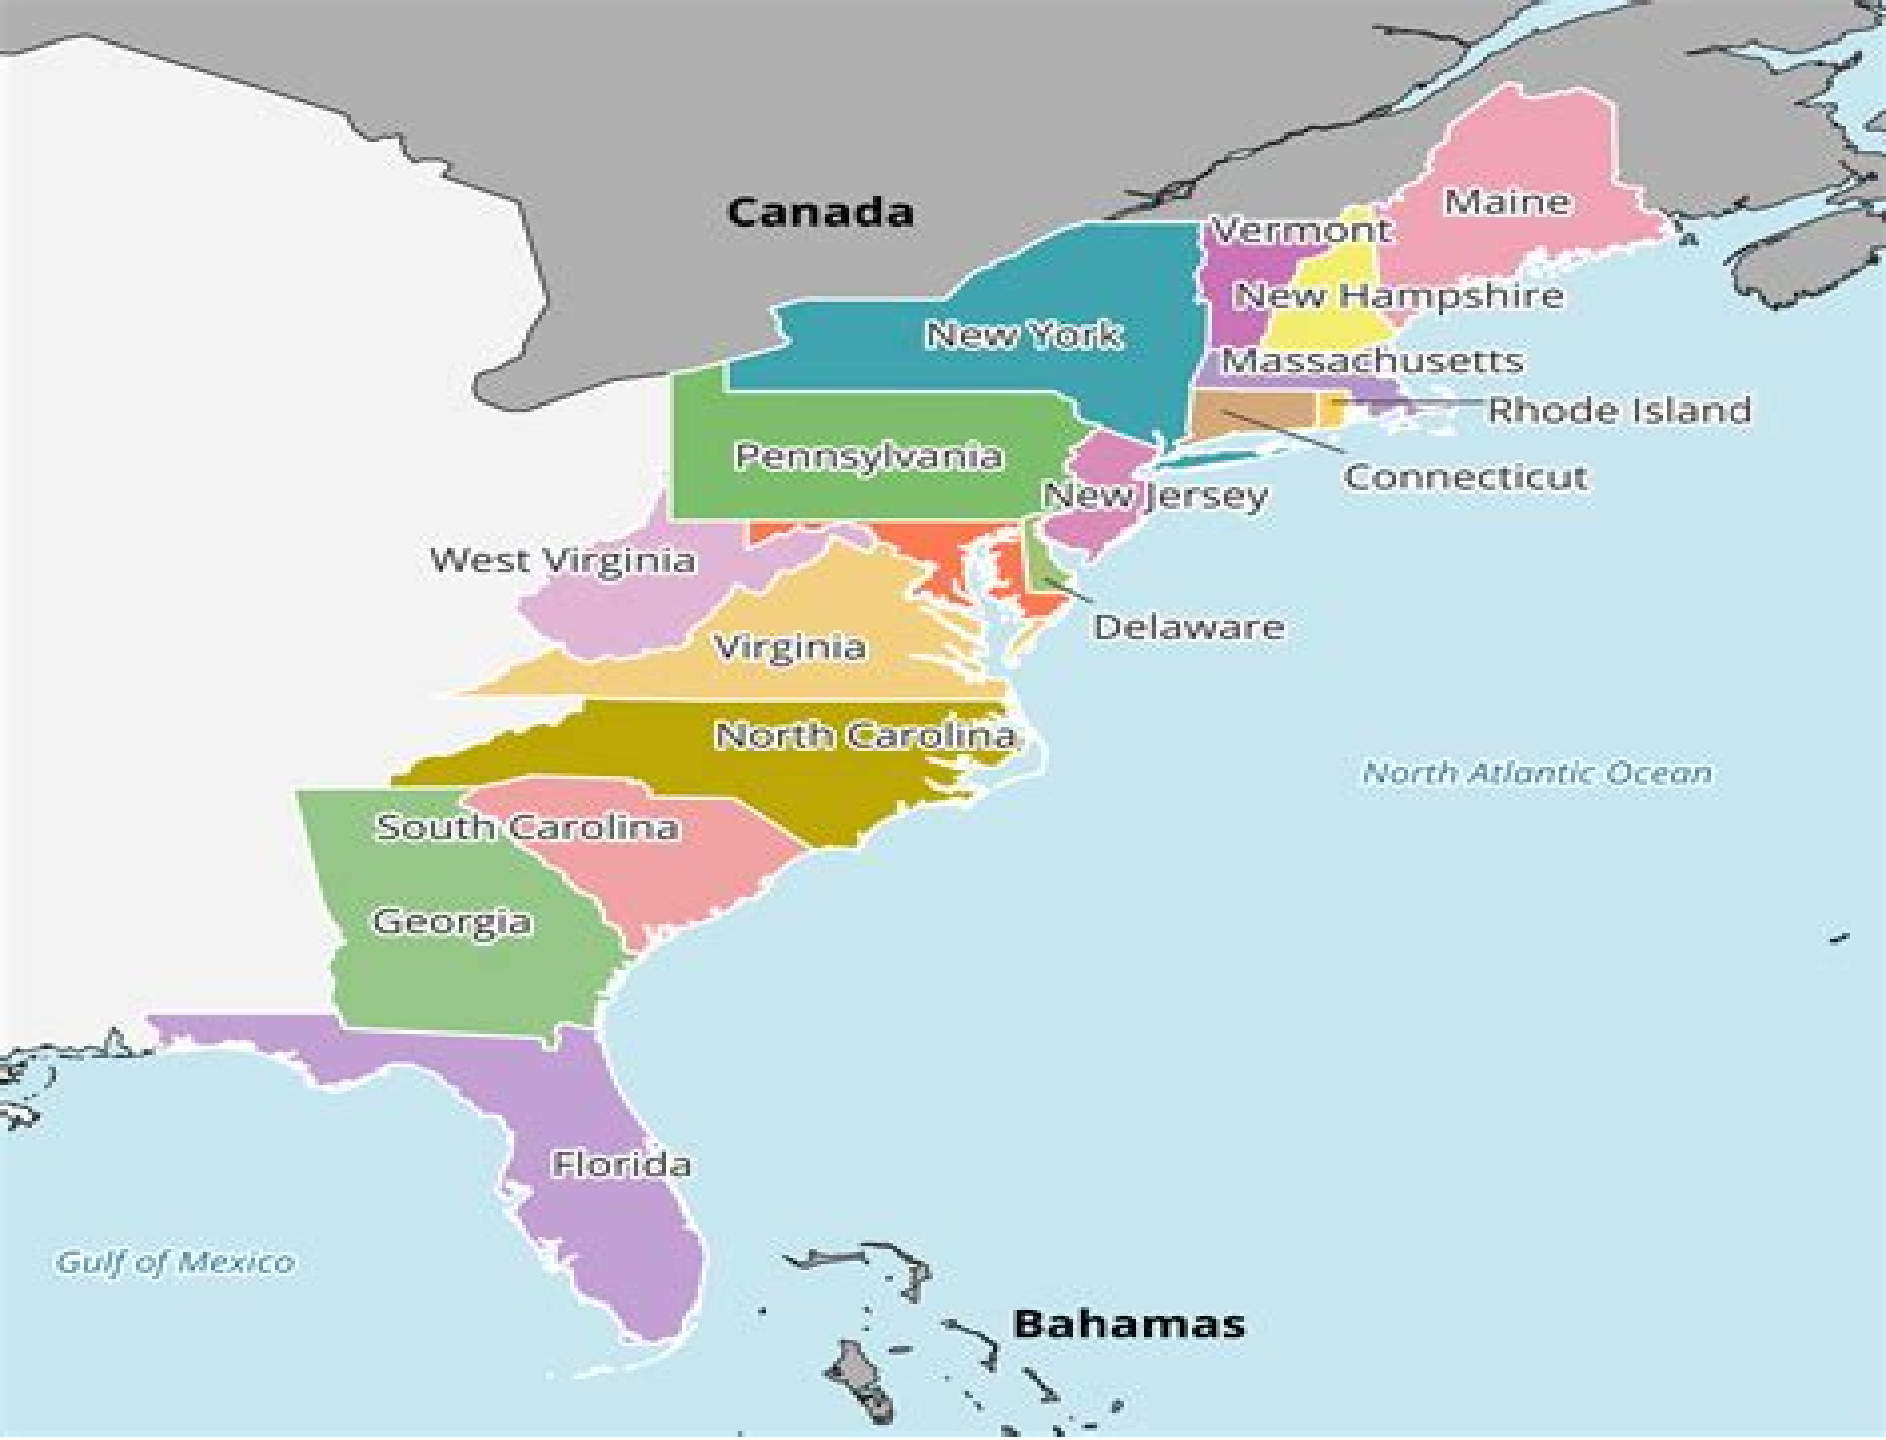 Canada
Maine
Vermont
New Hampshire
New York
Massachusetts
Rhode Island
Pennsylvania
Connecticut
New Jersey
West Virginia
Delaware
Virginia
North Carolina
North Atlantic Ocean
South Carolina
Georgia
Florida
Gulf of Mexico
Bahamas